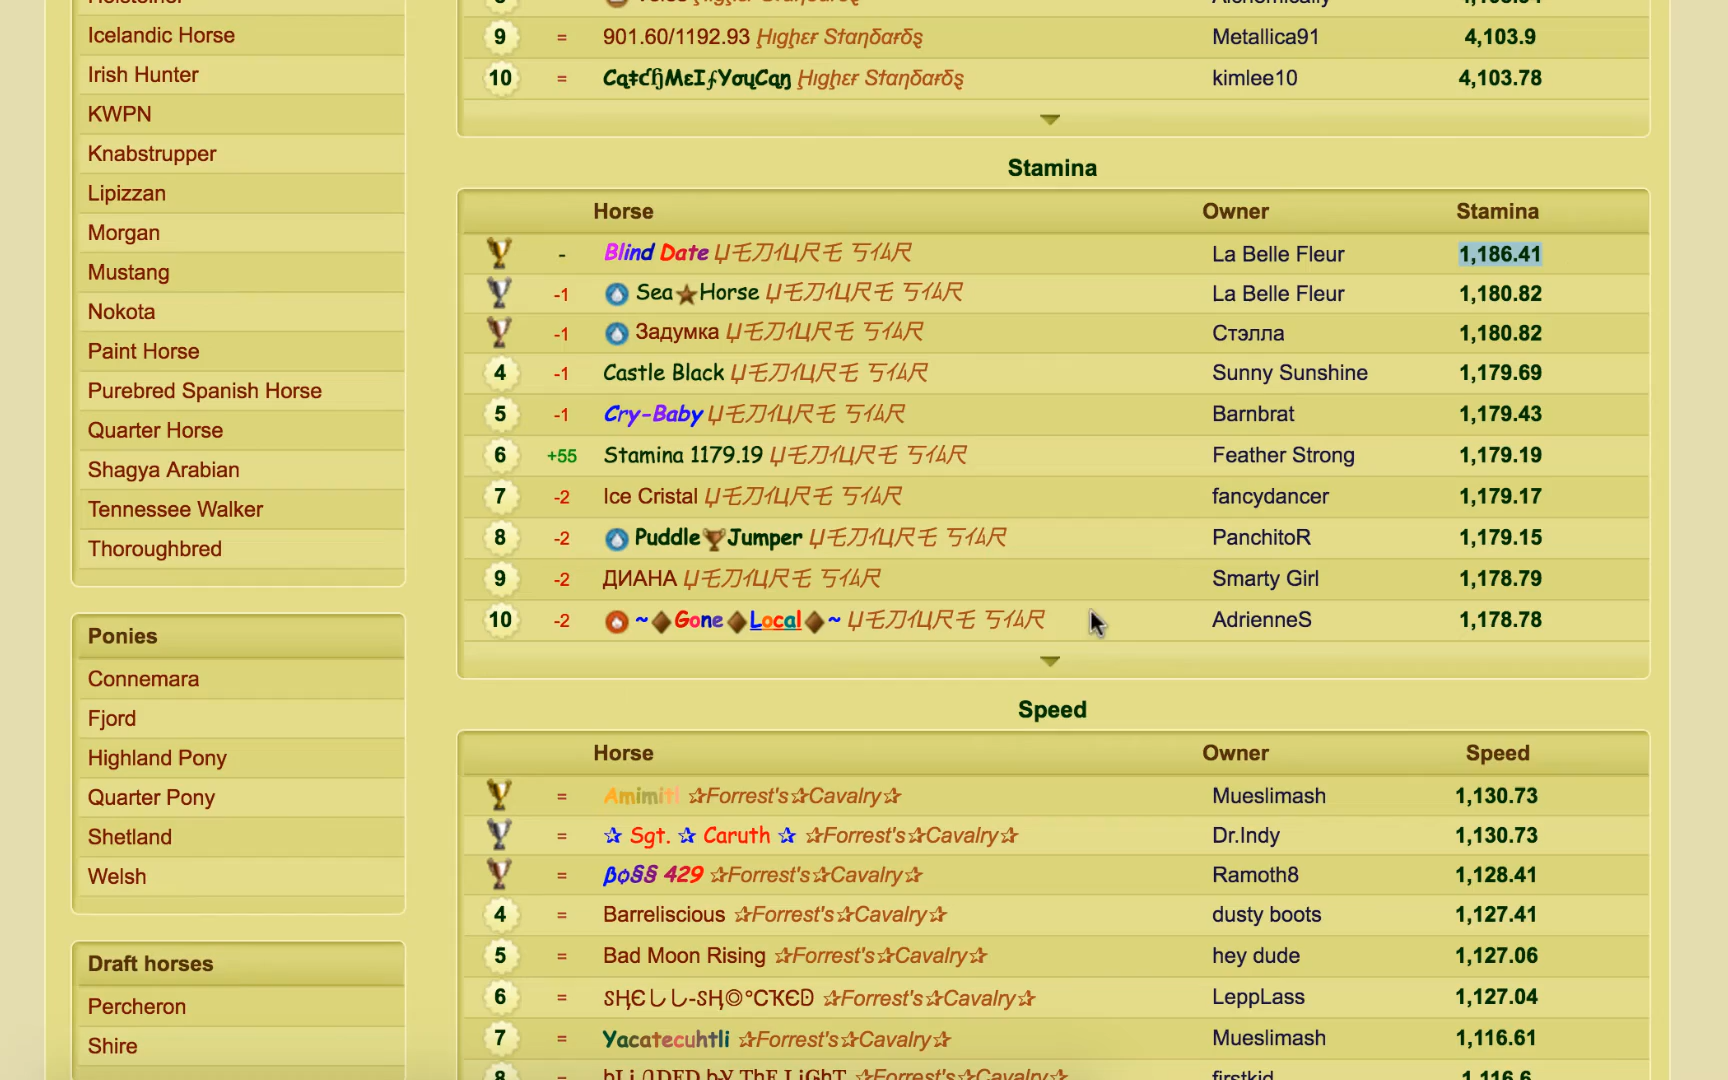 Icelandic Horse
Irish Hunter
KWPN
Knabstrupper
Lipizzan
Morgan
Mustang
Nokota
Paint Horse
Purebred Spanish Horse
Quarter Horse
Shagya Arabian
Tennessee Walker
Thoroughbred
Ponies
Connemara
Fjord
Highland Pony
Quarter Pony
Shetland
Welsh
Draft horses
Percheron
Shire
9 = 901.60/1192.93 Ḩıgḩɛґ Sŧaηδaґδȿ Metallica91 4,103.9
10 = Ḩıgḩɛґ Sŧaηδaґδȿ kimlee10 4,103.78
Stamina
Horse Owner Stamina
- Blind Date La Belle Fleur 1,186.41
-1 Sea★Horse La Belle Fleur 1,180.82
-1 Задумка Стэлла 1,180.82
4 -1 Castle Black Sunny Sunshine 1,179.69
5 -1 Cry-Baby Barnbrat 1,179.43
6 +55 Stamina 1179.19 Feather Strong 1,179.19
7 -2 Ice Cristal fancydancer 1,179.17
8 -2 Puddle Jumper PanchitoR 1,179.15
9 -2 ДИАНА Smarty Girl 1,178.79
10 -2 ~◆Gone◆Local◆~ AdrienneS 1,178.78
Speed
Horse Owner Speed
= Amimitl ✰Forrest's✰Cavalry✰ Mueslimash 1,130.73
= ✰ Sgt. ✰ Caruth ✰ ✰Forrest's✰Cavalry✰ Dr.Indy 1,130.73
= βφ§§ 429 ✰Forrest's✰Cavalry✰ Ramoth8 1,128.41
4 = Barreliscious ✰Forrest's✰Cavalry✰ dusty boots 1,127.41
5 = Bad Moon Rising ✰Forrest's✰Cavalry✰ hey dude 1,127.06
6 = ✰Forrest's✰Cavalry✰ LeppLass 1,127.04
7 = Yacatecuhtli ✰Forrest's✰Cavalry✰ Mueslimash 1,116.61